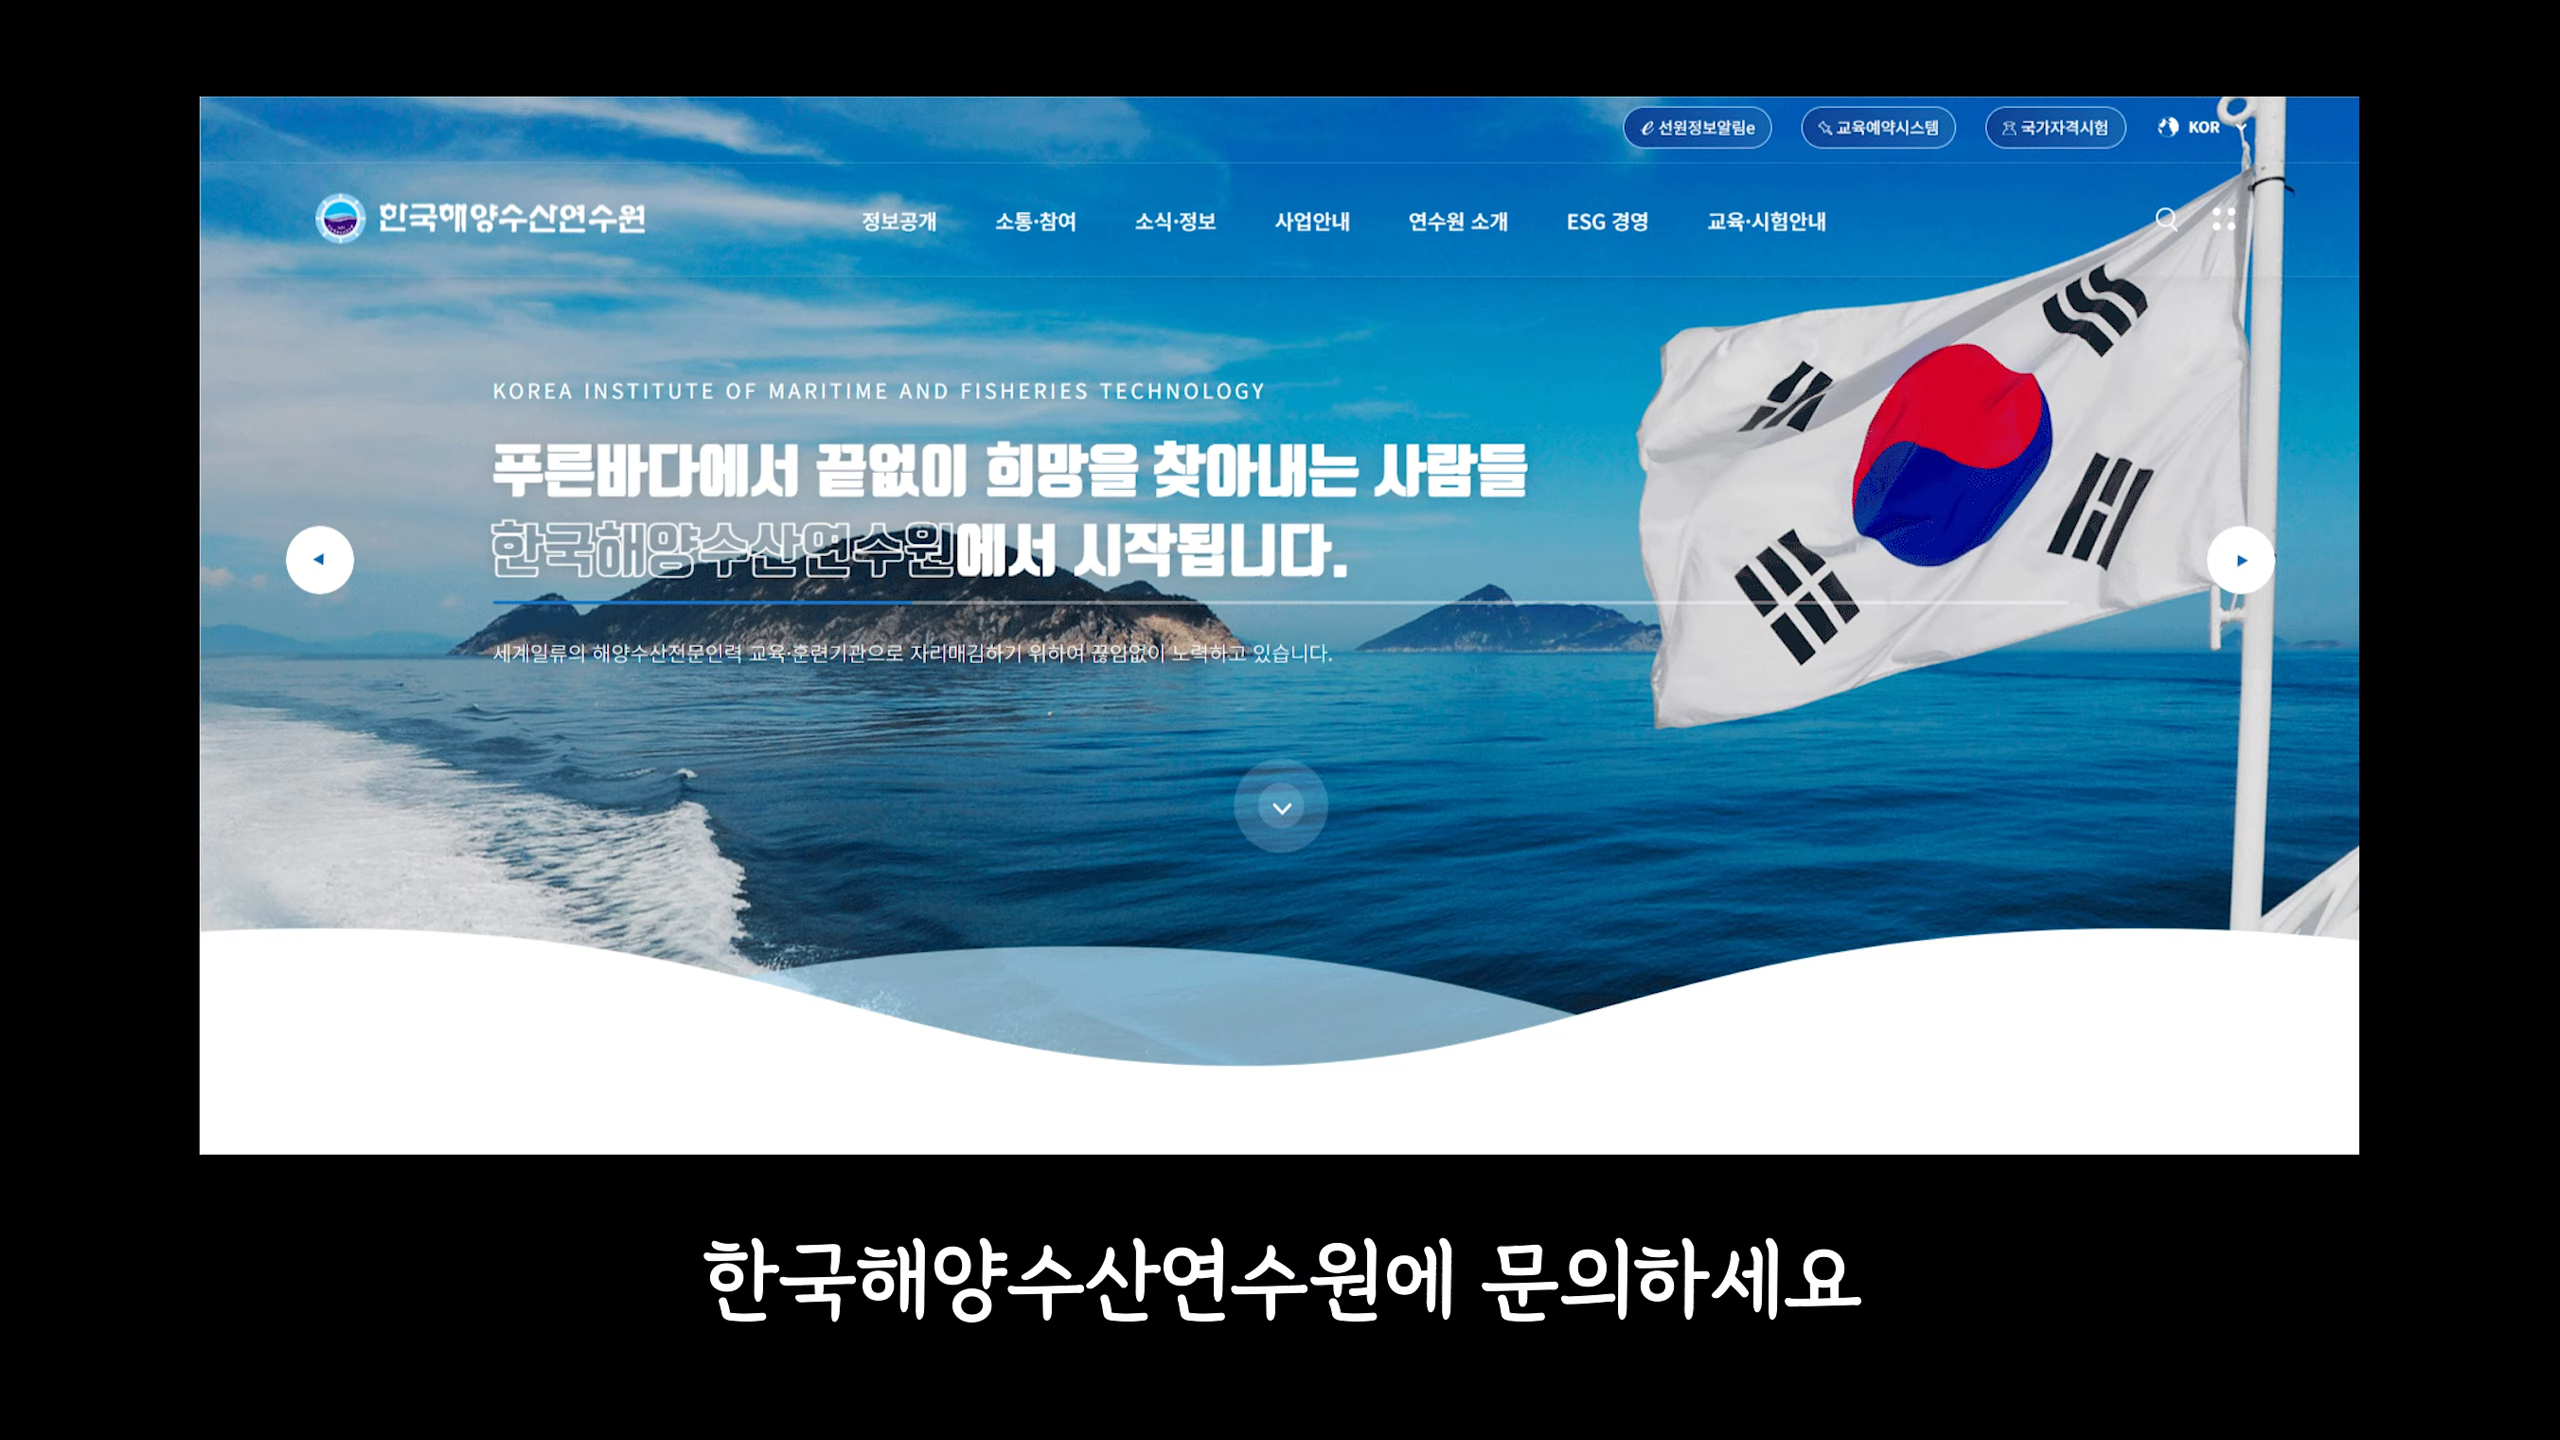 선원정보알림e
교육예약시스템
국가자격시험
KOR
한국해양수산연수원
정보공개
소통·참여
소식·정보
사업안내
연수원 소개
ESG 경영
교육·시험안내
KOREA INSTITUTE OF MARITIME AND FISHERIES TECHNOLOGY
푸른바다에서 끝없이 희망을 찾아내는 사람들
한국해양수산연수원에서 시작됩니다.
세계일류의 해양수산전문인력 교육·훈련기관으로 자리매김하기 위하여 끊임없이 노력하고 있습니다.
한국해양수산연수원에 문의하세요